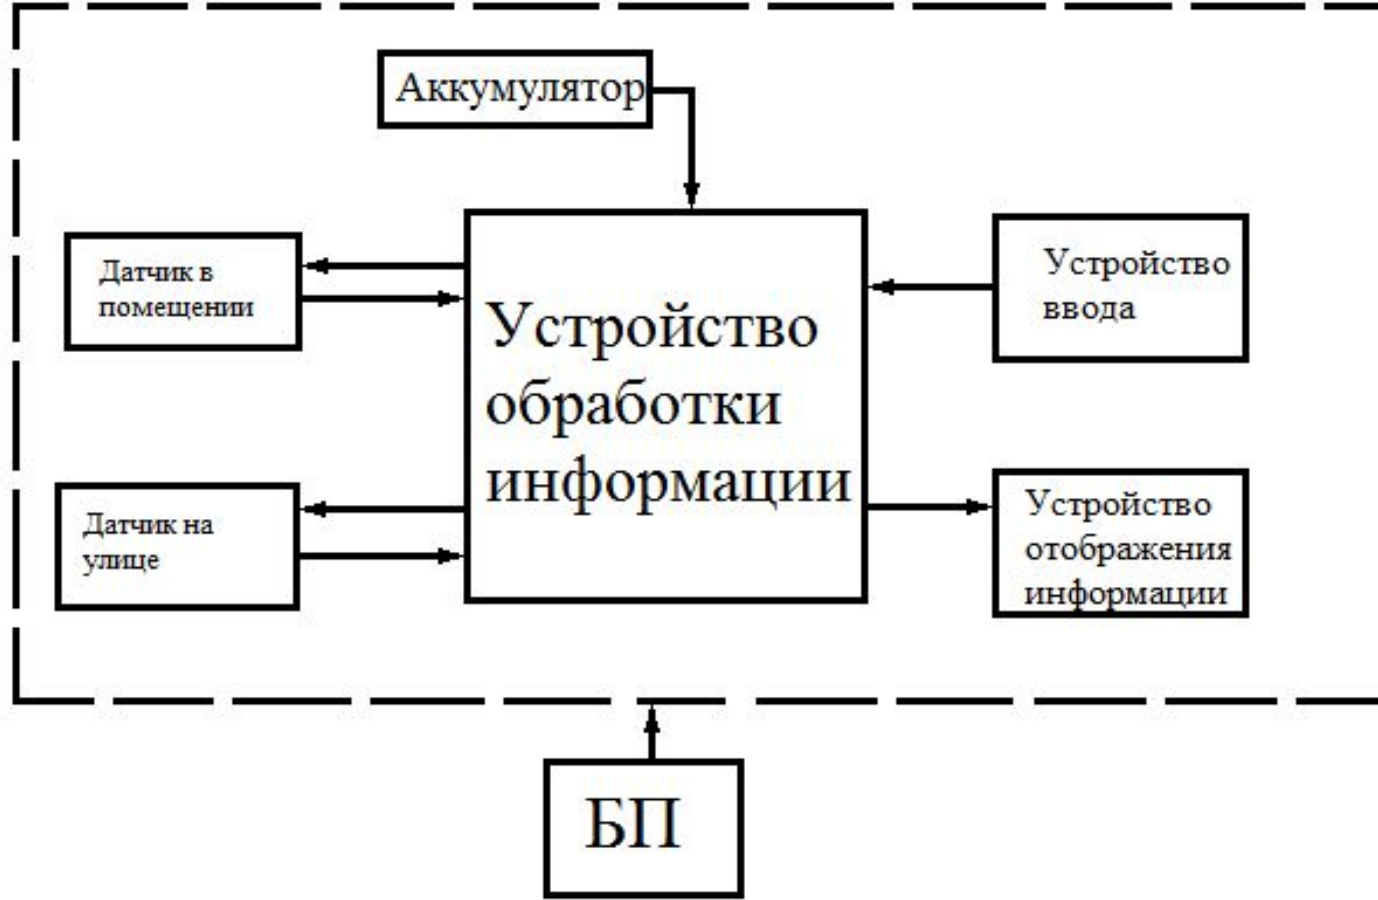 Аккумулятор
Датчик в
помещении
Устройство
ввода
Устройство
обработки
информации
Датчик на
улице
Устройство
отображения
информации
БП